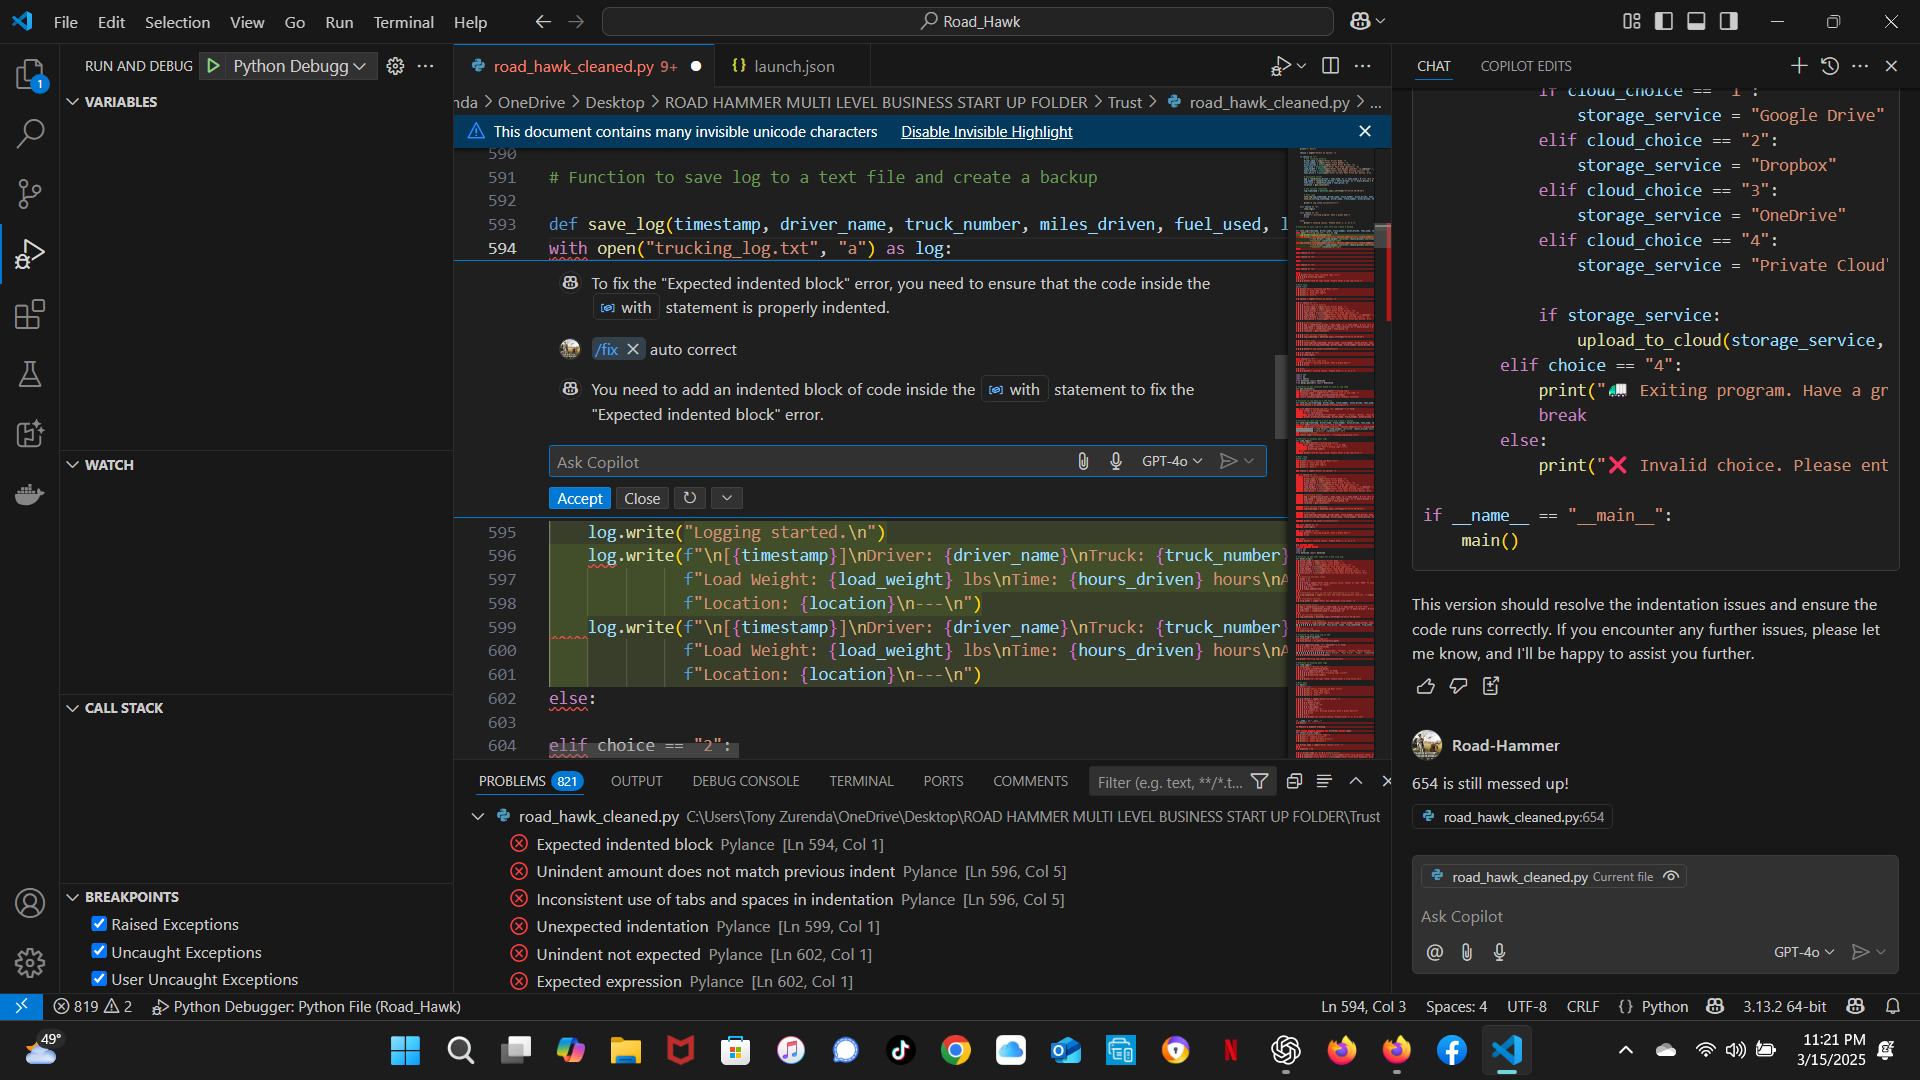 File Edit Selection View Go Run Terminal Help
Road_Hawk
RUN AND DEBUG Python Debugg
VARIABLES
WATCH
CALL STACK
BREAKPOINTS
Raised Exceptions
Uncaught Exceptions
User Uncaught Exceptions
1
road_hawk_cleaned.py 9+
launch.json
nda > OneDrive > Desktop > ROAD HAMMER MULTI LEVEL BUSINESS START UP FOLDER > Trust > road_hawk_cleaned.py > ...
This document contains many invisible unicode characters Disable Invisible Highlight
590
591 # Function to save log to a text file and create a backup
592
593 def save_log(timestamp, driver_name, truck_number, miles_driven, fuel_used, l
594 with open("trucking_log.txt", "a") as log:
To fix the "Expected indented block" error, you need to ensure that the code inside the
with statement is properly indented.
/fix auto correct
You need to add an indented block of code inside the with statement to fix the
"Expected indented block" error.
Ask Copilot GPT-4o
Accept Close
595 log.write("Logging started.\n")
596 log.write(f"\n[{timestamp}]\nDriver: {driver_name}\nTruck: {truck_number}
597 f"Load Weight: {load_weight} lbs\nTime: {hours_driven} hours\nA
598 f"Location: {location}\n---\n")
599 log.write(f"\n[{timestamp}]\nDriver: {driver_name}\nTruck: {truck_number}
600 f"Load Weight: {load_weight} lbs\nTime: {hours_driven} hours\nA
601 f"Location: {location}\n---\n")
602 else:
603
604 elif choice == "2":
PROBLEMS 821 OUTPUT DEBUG CONSOLE TERMINAL PORTS COMMENTS Filter (e.g. text, **/*.t...
road_hawk_cleaned.py C:\Users\Tony Zurenda\OneDrive\Desktop\ROAD HAMMER MULTI LEVEL BUSINESS START UP FOLDER\Trust
Expected indented block Pylance [Ln 594, Col 1]
Unindent amount does not match previous indent Pylance [Ln 596, Col 5]
Inconsistent use of tabs and spaces in indentation Pylance [Ln 596, Col 5]
Unexpected indentation Pylance [Ln 599, Col 1]
Unindent not expected Pylance [Ln 602, Col 1]
Expected expression Pylance [Ln 602, Col 1]
CHAT COPILOT EDITS
if cloud_choice == "1":
storage_service = "Google Drive"
elif cloud_choice == "2":
storage_service = "Dropbox"
elif cloud_choice == "3":
storage_service = "OneDrive"
elif cloud_choice == "4":
storage_service = "Private Cloud"
if storage_service:
upload_to_cloud(storage_service,
elif choice == "4":
print("🚛 Exiting program. Have a gr
break
else:
print("❌ Invalid choice. Please ent
if __name__ == "__main__":
main()
This version should resolve the indentation issues and ensure the
code runs correctly. If you encounter any further issues, please let
me know, and I'll be happy to assist you further.
Road-Hammer
654 is still messed up!
road_hawk_cleaned.py:654
road_hawk_cleaned.py Current file
Ask Copilot
@ GPT-4o
819 2 Python Debugger: Python File (Road_Hawk)
Ln 594, Col 3 Spaces: 4 UTF-8 CRLF {} Python 3.13.2 64-bit
49°
11:21 PM
3/15/2025